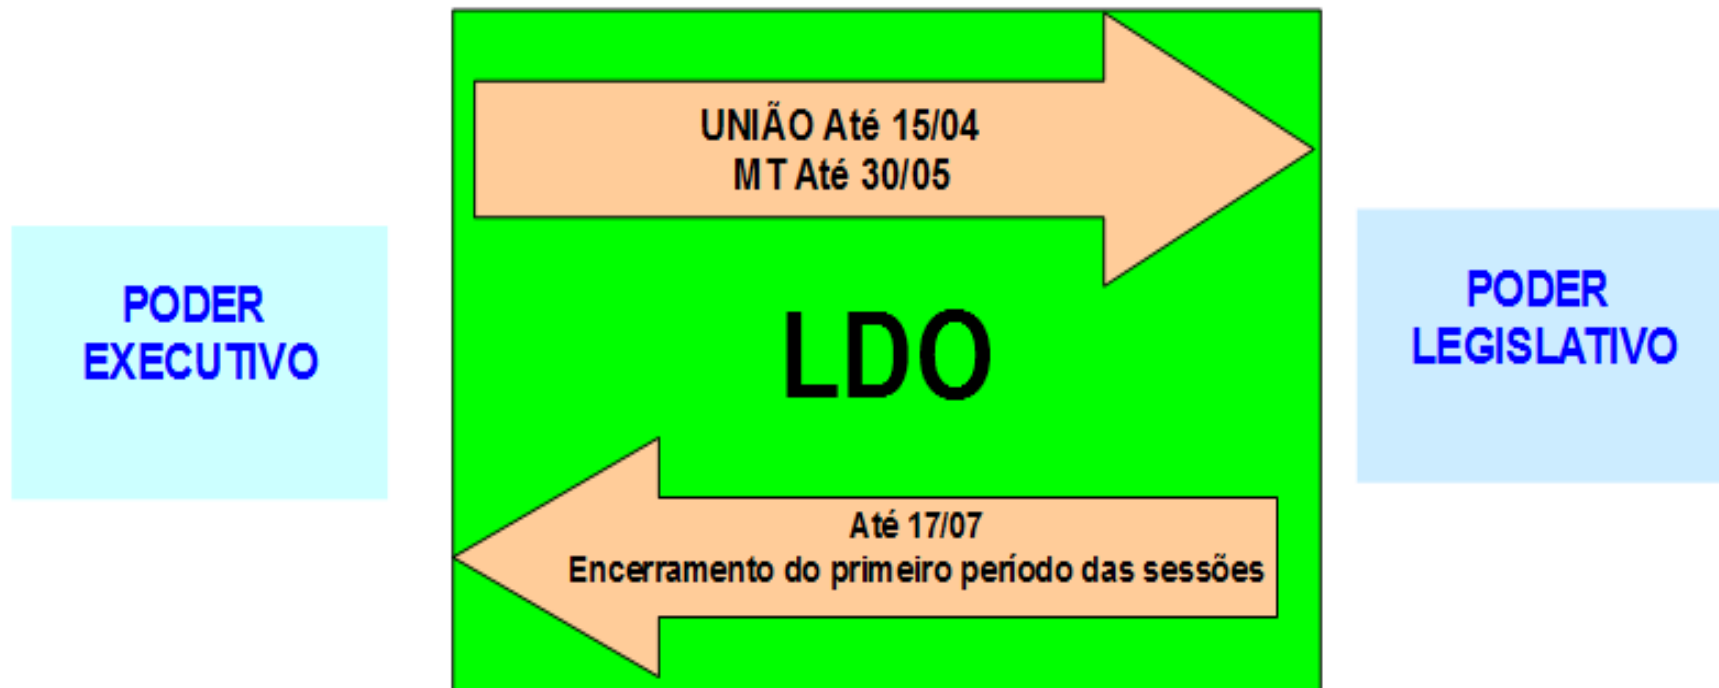 UNIÃO Até 15/04
MT Até 30/05
PODER
EXECUTIVO
LDO
PODER
LEGISLATIVO
Até 17/07
Encerramento do primeiro período das sessões